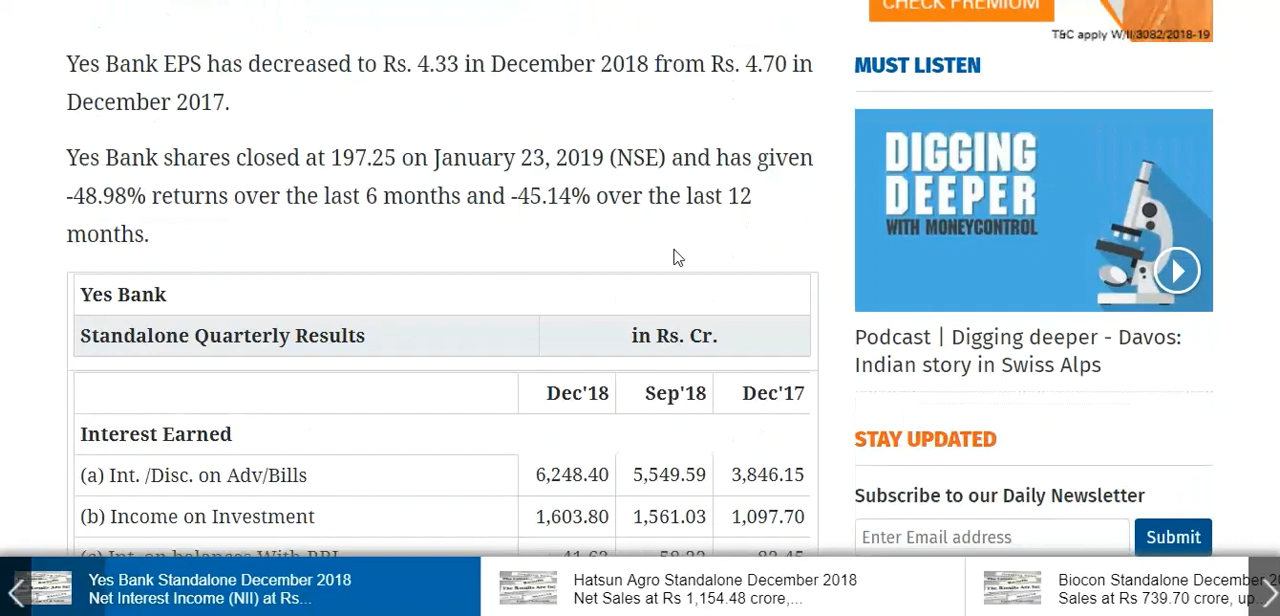 CHECK PREMIUM
T&C apply W/II/3082/2018-19
Yes Bank EPS has decreased to Rs. 4.33 in December 2018 from Rs. 4.70 in
December 2017.
Yes Bank shares closed at 197.25 on January 23, 2019 (NSE) and has given
-48.98% returns over the last 6 months and -45.14% over the last 12
months.
Yes Bank
Standalone Quarterly Results in Rs. Cr.
Dec'18 Sep'18 Dec'17
Interest Earned
(a) Int. /Disc. on Adv/Bills 6,248.40 5,549.59 3,846.15
(b) Income on Investment 1,603.80 1,561.03 1,097.70
(c) Int. on balances With RBI
MUST LISTEN
DIGGING
DEEPER
WITH MONEYCONTROL
Podcast | Digging deeper - Davos:
Indian story in Swiss Alps
STAY UPDATED
Subscribe to our Daily Newsletter
Enter Email address Submit
Yes Bank Standalone December 2018
Net Interest Income (NII) at Rs...
Hatsun Agro Standalone December 2018
Net Sales at Rs 1,154.48 crore,...
Biocon Standalone December 20
Sales at Rs 739.70 crore, up